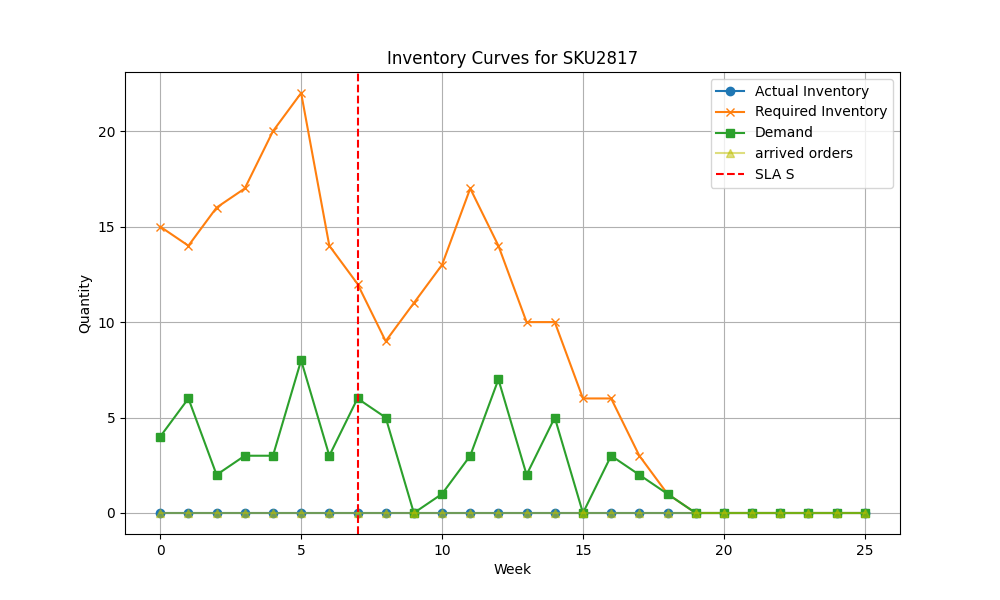 Inventory Curves for SKU2817
Actual Inventory
Required Inventory
Demand
arrived orders
SLA S
Quantity
20
15
10
5
0
0 5 10 15 20 25
Week